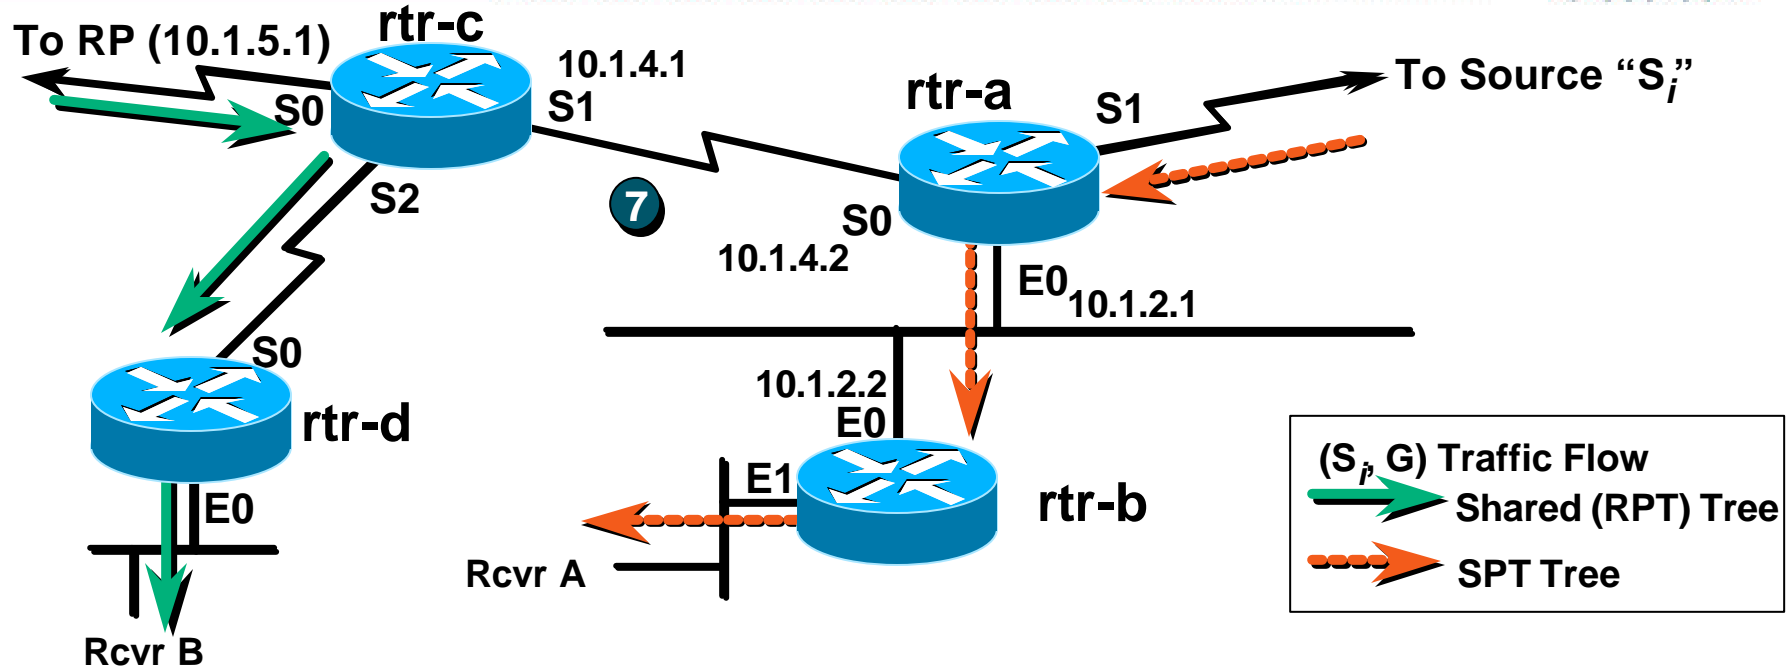 To RP (10.1.5.1)
rtr-c
10.1.4.1
S0
S1
S2
7
rtr-a
S1
To Source “Si”
S0
10.1.4.2
E0
10.1.2.1
S0
rtr-d
E0
Rcvr B
10.1.2.2
E0
E1
rtr-b
Rcvr A
(Si, G) Traffic Flow
Shared (RPT) Tree
SPT Tree